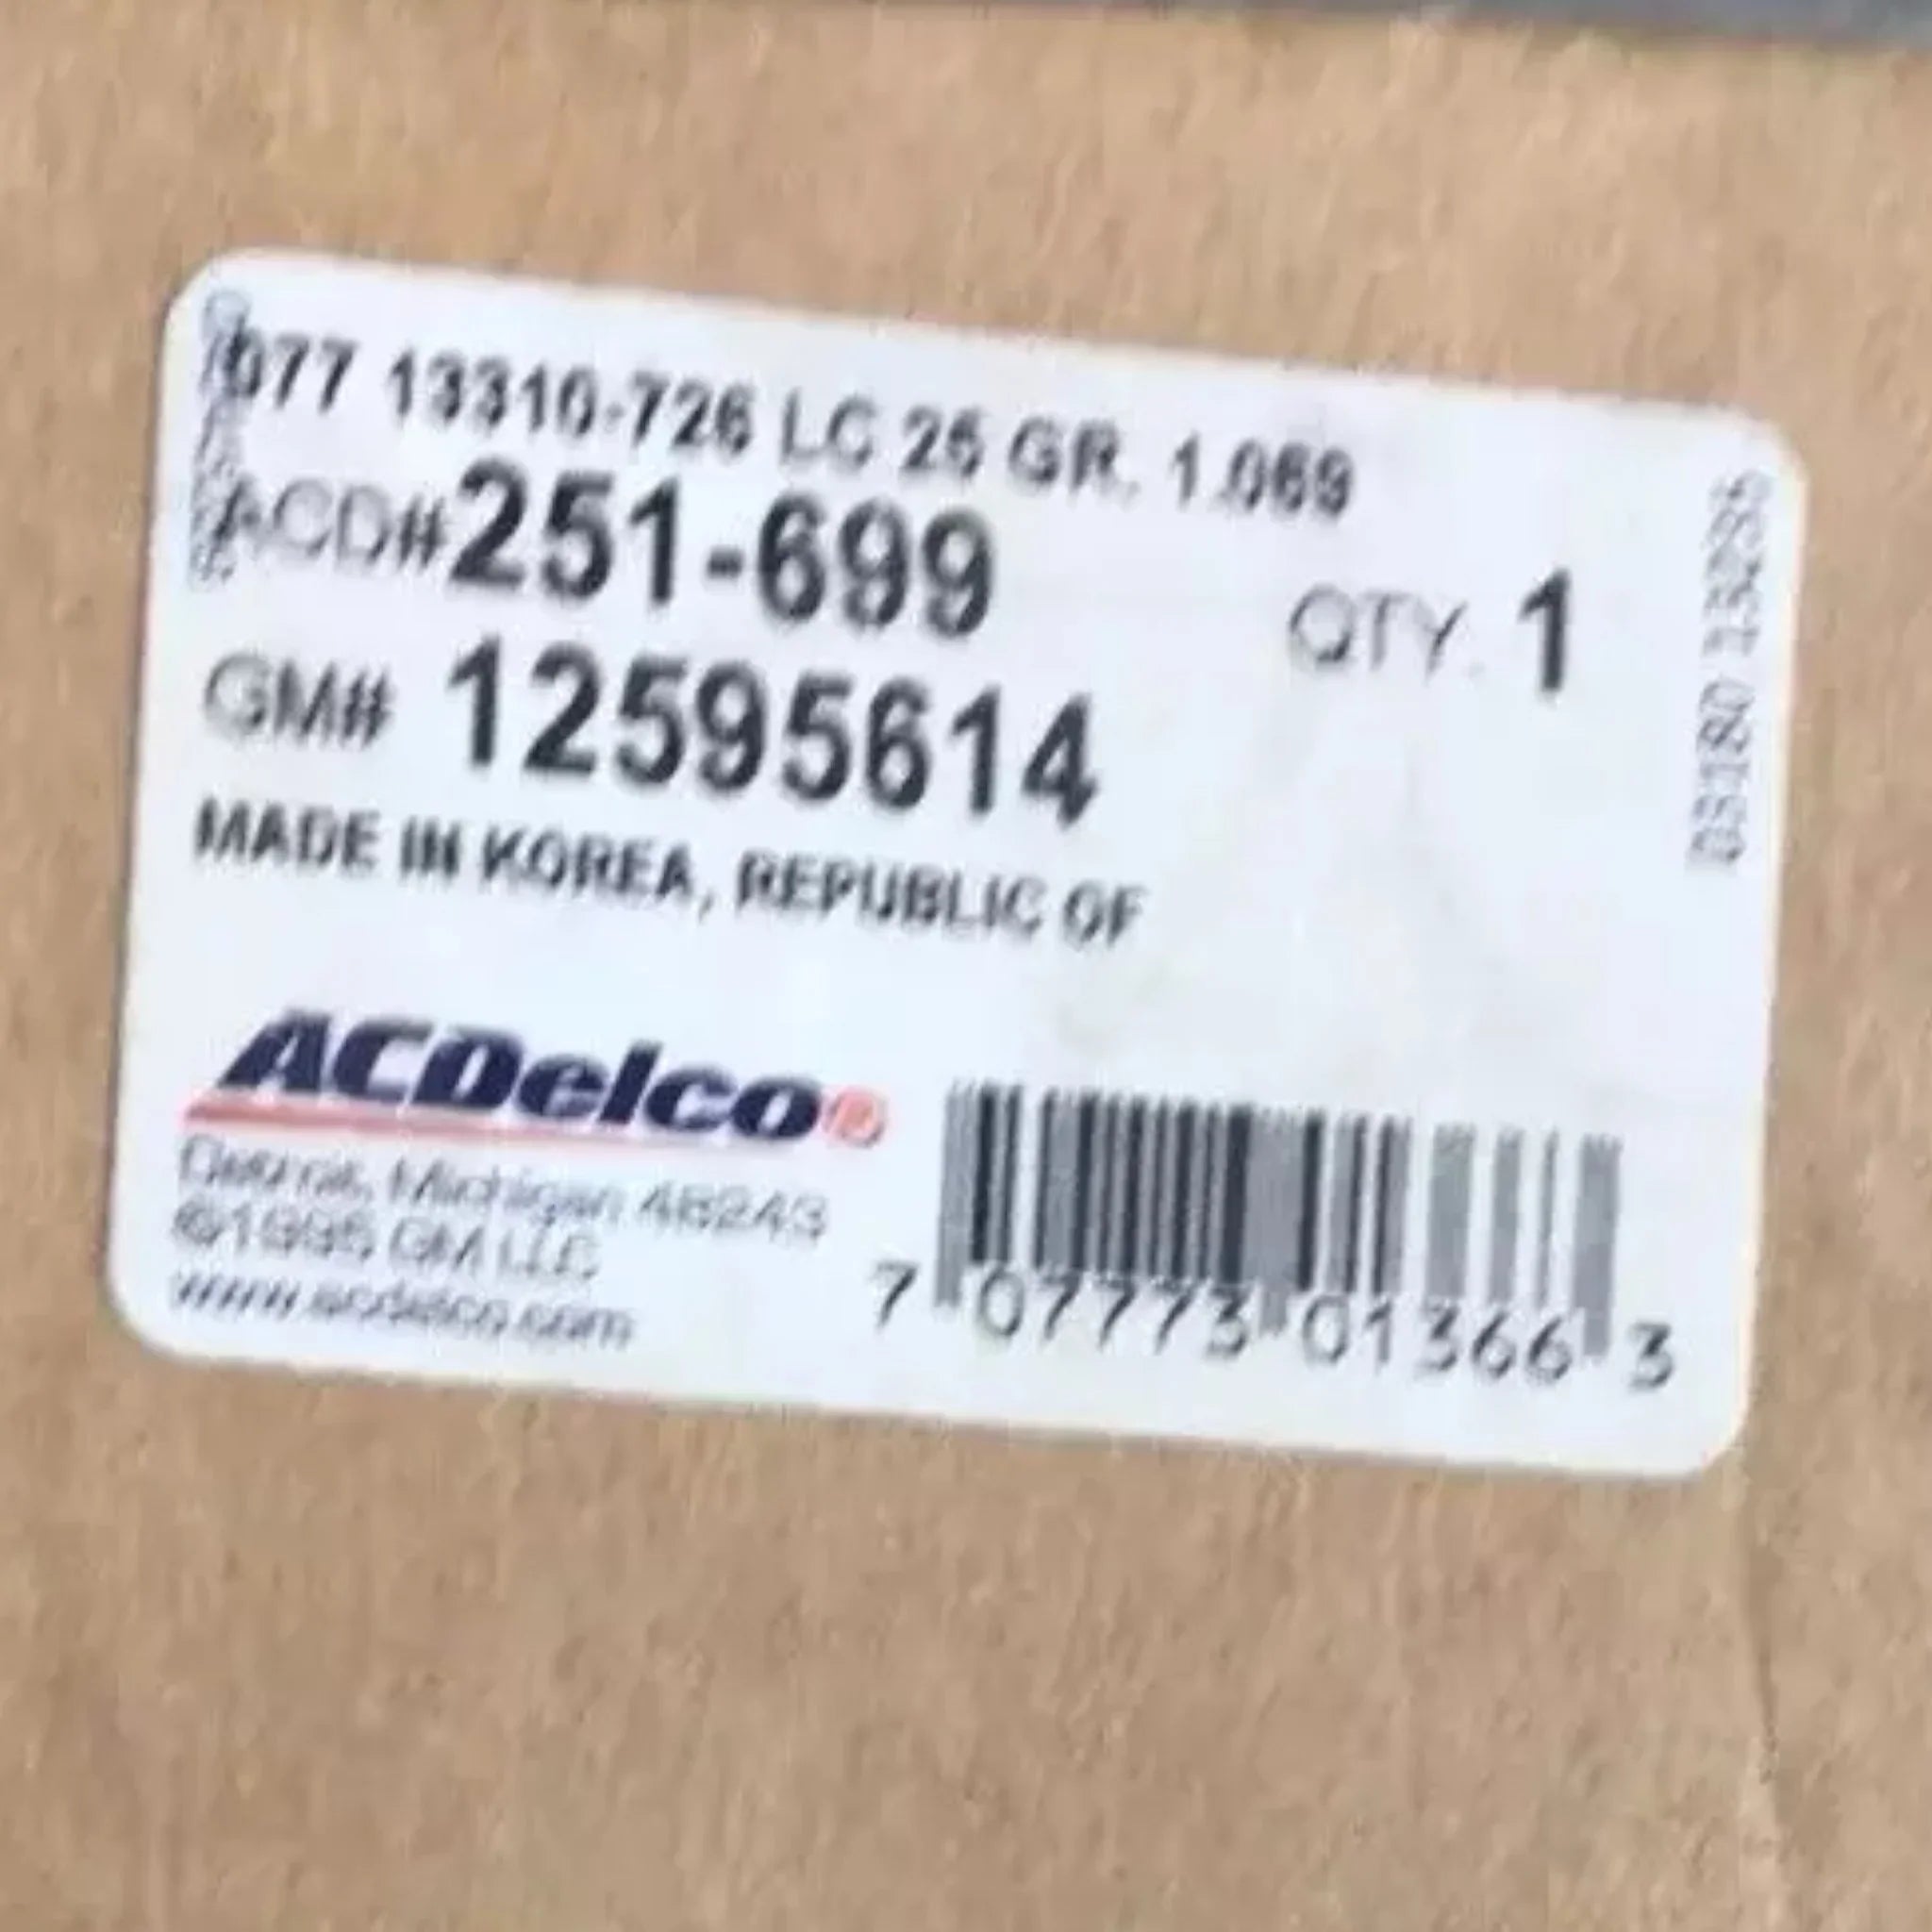 077 13310-726 LC 25 GR. 1.069
ACD# 251-699
QTY. 1
GM# 12595614
MADE IN KOREA, REPUBLIC OF
ACDelco®
Detroit, Michigan 48243
©1995 GM LLC
www.acdelco.com
7 07773 01366 3